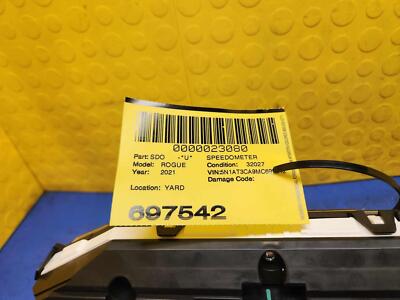 0000023080
Part: SDO -*U* SPEEDOMETER
Model: ROGUE Condition: 32027
Year: 2021
Damage Code:
Location: YARD
697542